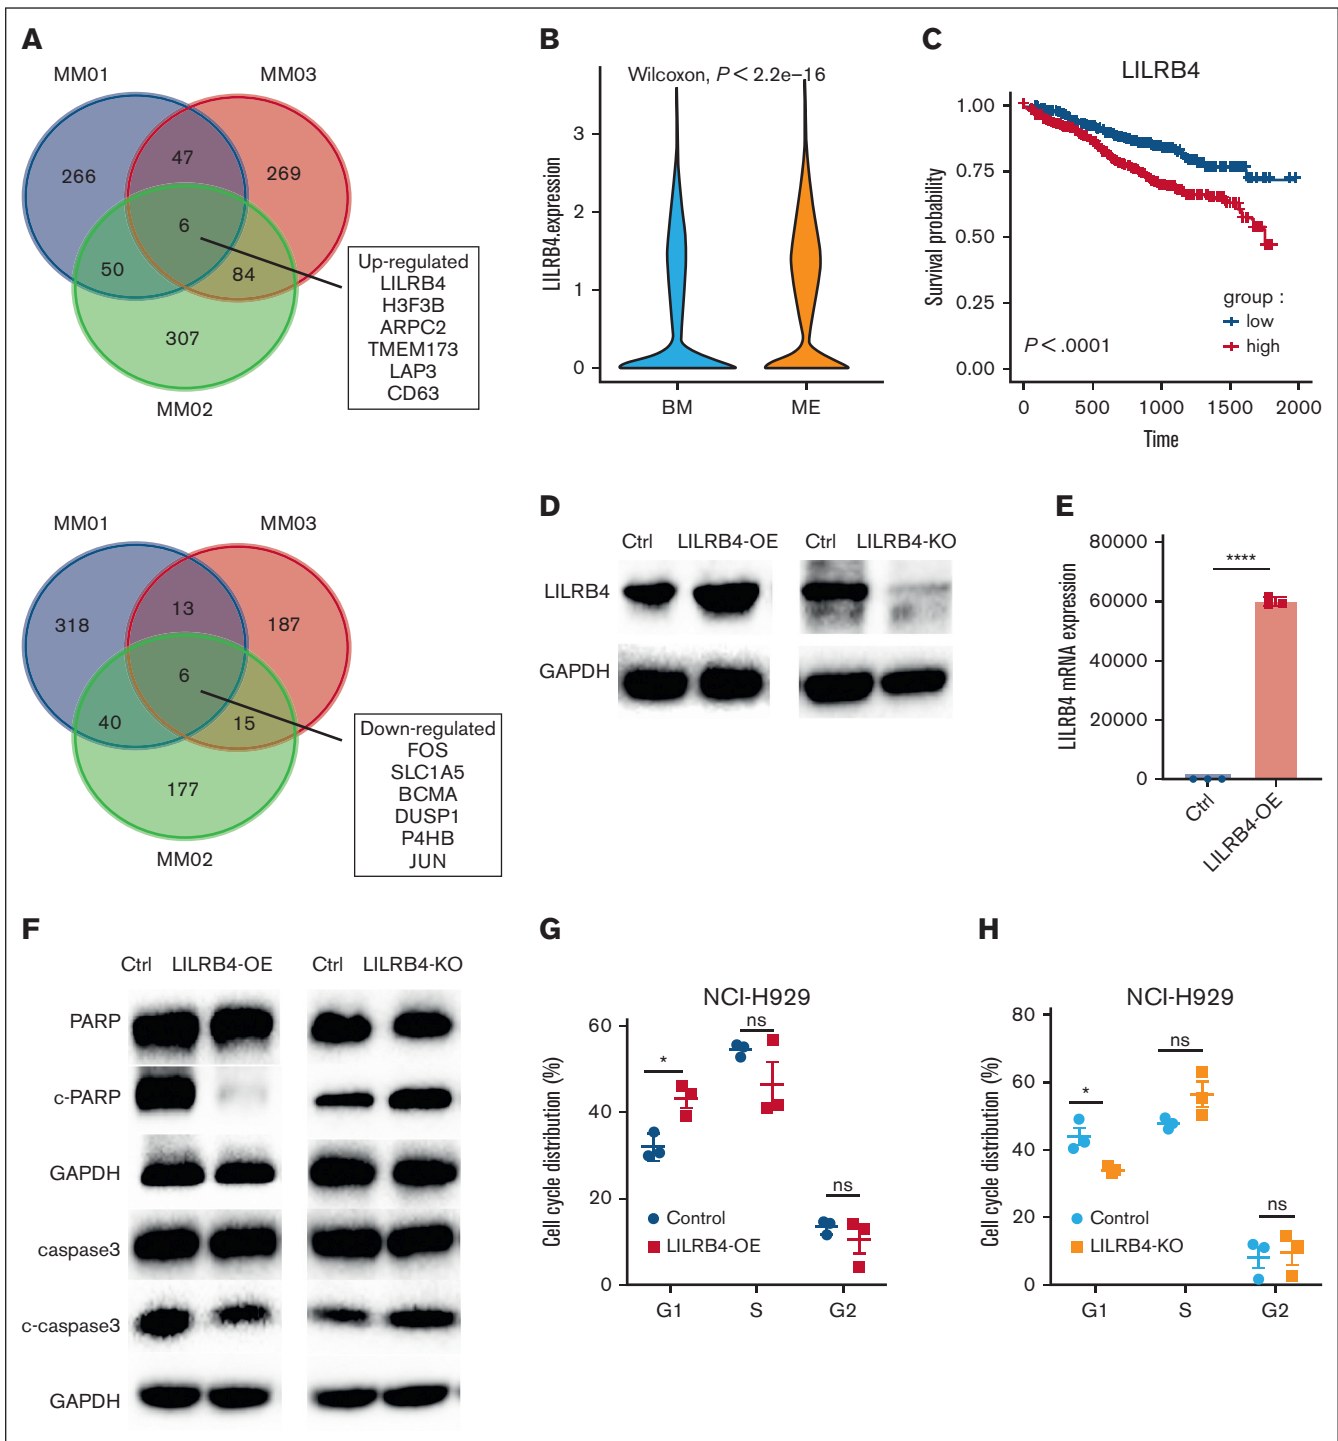 A
MM01
MM03
266
47
269
6
50
84
307
MM02
Up-regulated
LILRB4
H3F3B
ARPC2
TMEM173
LAP3
CD63
MM01
MM03
318
13
187
6
40
15
177
MM02
Down-regulated
FOS
SLC1A5
BCMA
DUSP1
P4HB
JUN
B
Wilcoxon, P < 2.2e–16
LILRB4.expression
3
2
1
0
BM
ME
C
LILRB4
Survival probability
1.00
0.75
0.50
0.25
0.00
group :
low
high
P < .0001
0
500
1000
1500
2000
Time
D
Ctrl
LILRB4-OE
Ctrl
LILRB4-KO
LILRB4
GAPDH
E
LILRB4 mRNA expression
80000
60000
40000
20000
0
****
Ctrl
LILRB4-OE
F
Ctrl
LILRB4-OE
Ctrl
LILRB4-KO
PARP
c-PARP
GAPDH
caspase3
c-caspase3
GAPDH
G
NCI-H929
Cell cycle distribution (%)
60
40
20
0
*
ns
ns
Control
LILRB4-OE
G1
S
G2
H
NCI-H929
Cell cycle distribution (%)
80
60
40
20
0
*
ns
ns
Control
LILRB4-KO
G1
S
G2